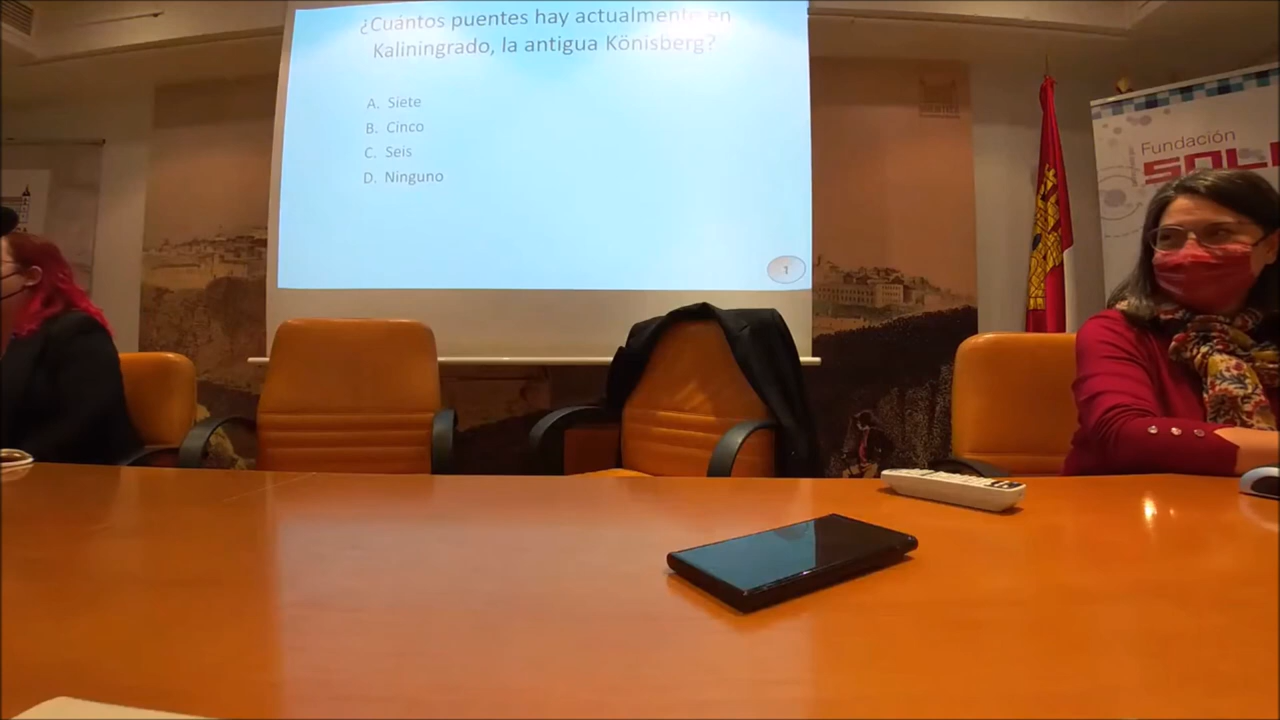 ¿Cuántos puentes hay actualmente en
Kaliningrado, la antigua Könisberg?
A. Siete
B. Cinco
C. Seis
D. Ninguno
1
Fundación